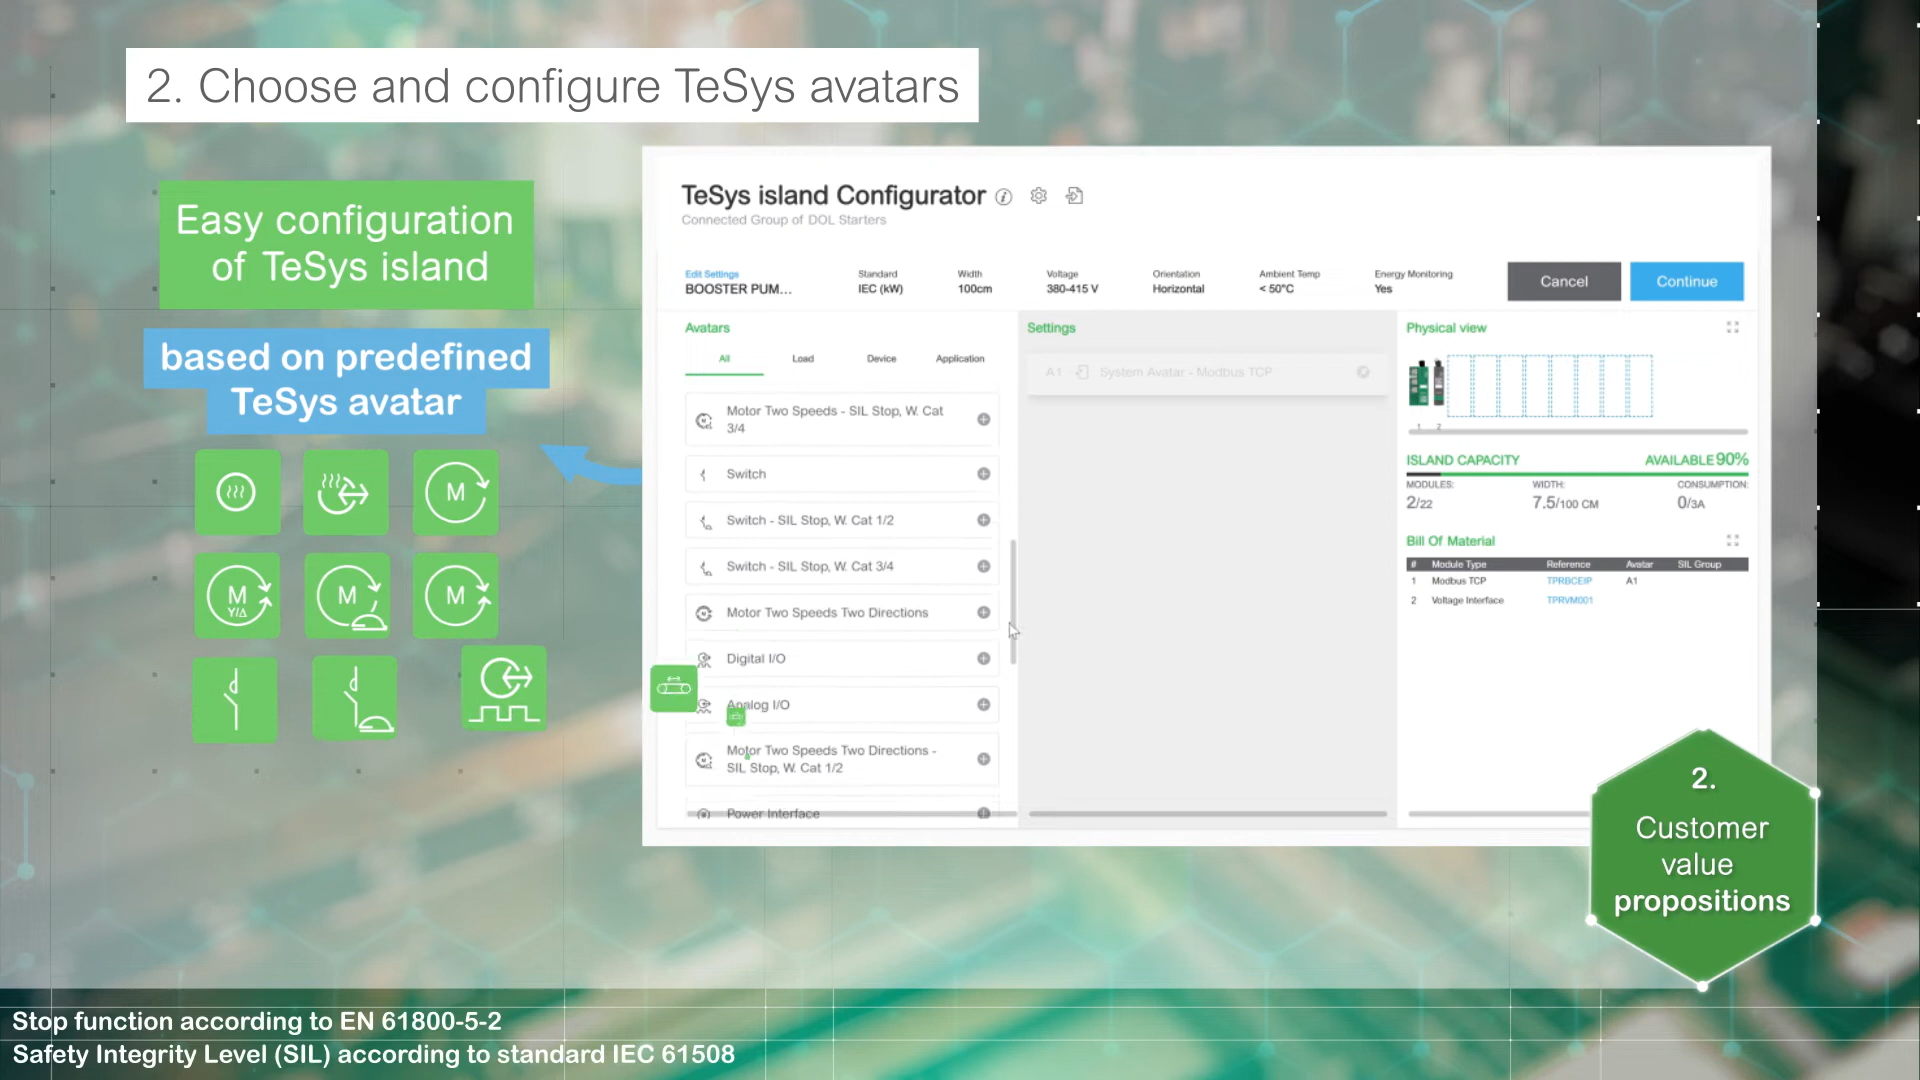 2. Choose and configure TeSys avatars
Easy configuration
of TeSys island
based on predefined
TeSys avatar
M
M
Y/Δ
M
M
TeSys island Configurator
Connected Group of DOL Starters
Edit Settings
BOOSTER PUM...
Standard
IEC (kW)
Width
100cm
Voltage
380-415 V
Orientation
Horizontal
Ambient Temp
< 50°C
Energy Monitoring
Yes
Cancel
Continue
Avatars
All Load Device Application
Motor Two Speeds - SIL Stop, W. Cat
3/4
Switch
Switch - SIL Stop, W. Cat 1/2
Switch - SIL Stop, W. Cat 3/4
Motor Two Speeds Two Directions
Digital I/O
Analog I/O
Motor Two Speeds Two Directions -
SIL Stop, W. Cat 1/2
Power Interface
Settings
A1 System Avatar - Modbus TCP
Physical view
1 2
ISLAND CAPACITY AVAILABLE 90%
MODULES: WIDTH: CONSUMPTION:
2/22 7.5/100 CM 0/3A
Bill Of Material
# Module Type Reference Avatar SIL Group
1 Modbus TCP TPRBCEIP A1
2 Voltage Interface TPRVM001
2.
Customer
value
propositions
Stop function according to EN 61800-5-2
Safety Integrity Level (SIL) according to standard IEC 61508